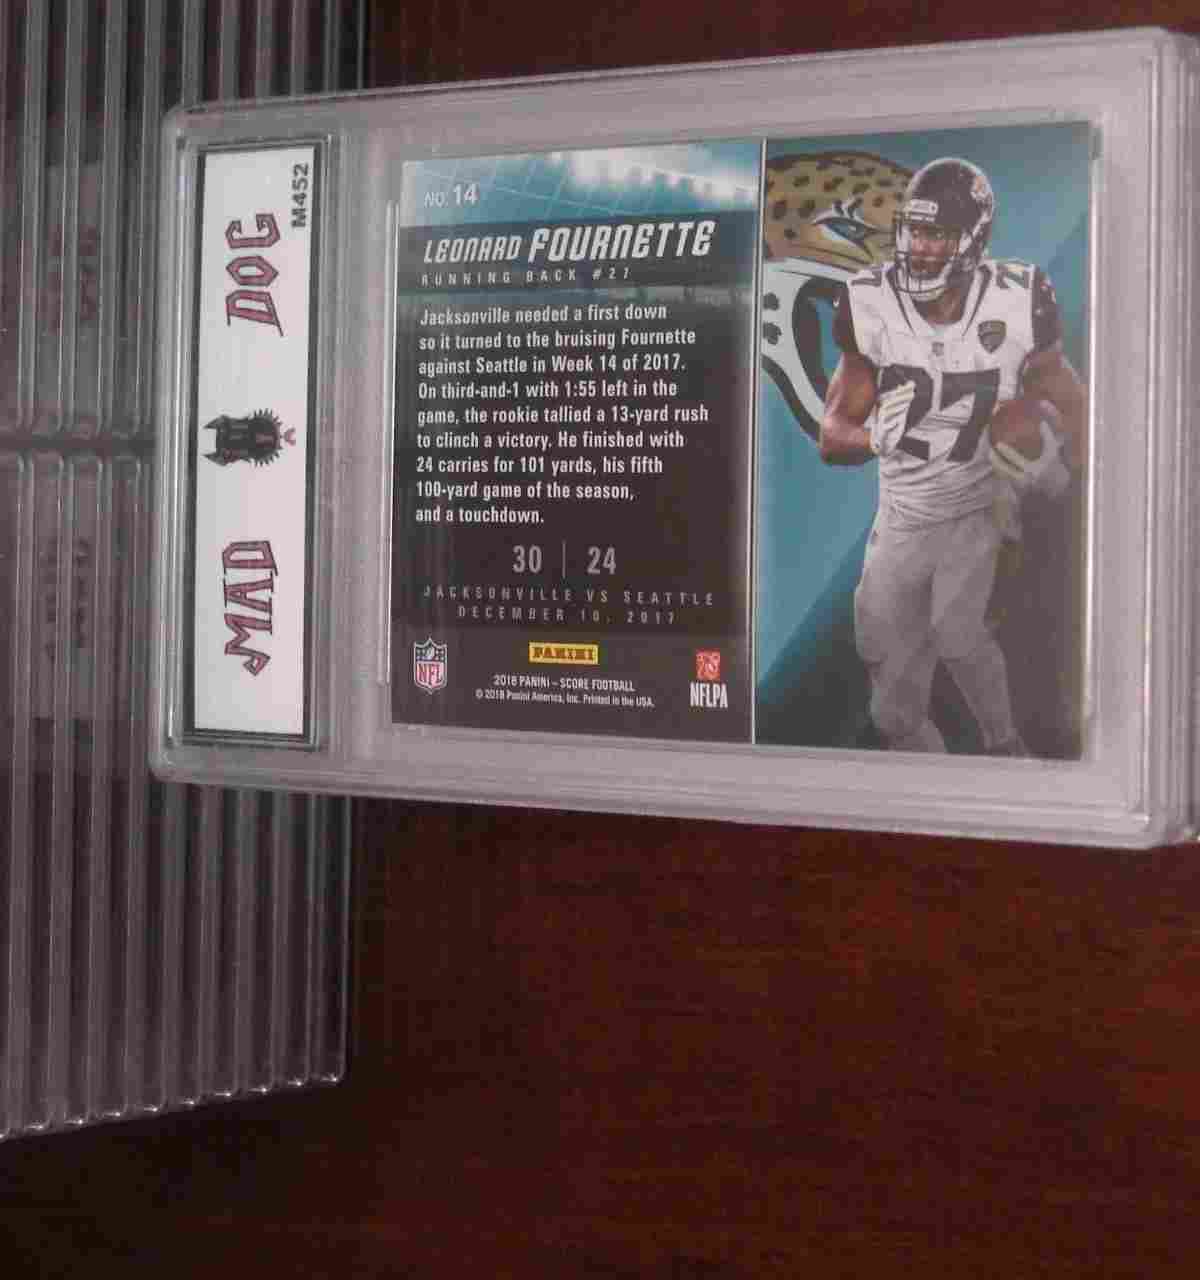 MAD DOG
M452
NO. 14
LEONARD FOURNETTE
RUNNING BACK #27
Jacksonville needed a first down
so it turned to the bruising Fournette
against Seattle in Week 14 of 2017.
On third-and-1 with 1:55 left in the
game, the rookie tallied a 13-yard rush
to clinch a victory. He finished with
24 carries for 101 yards, his fifth
100-yard game of the season,
and a touchdown.
30 | 24
JACKSONVILLE VS SEATTLE
DECEMBER 10, 2017
NFL
PANINI
2018 PANINI – SCORE FOOTBALL
© 2018 Panini America, Inc. Printed in the USA.
NFLPA
27
27
27